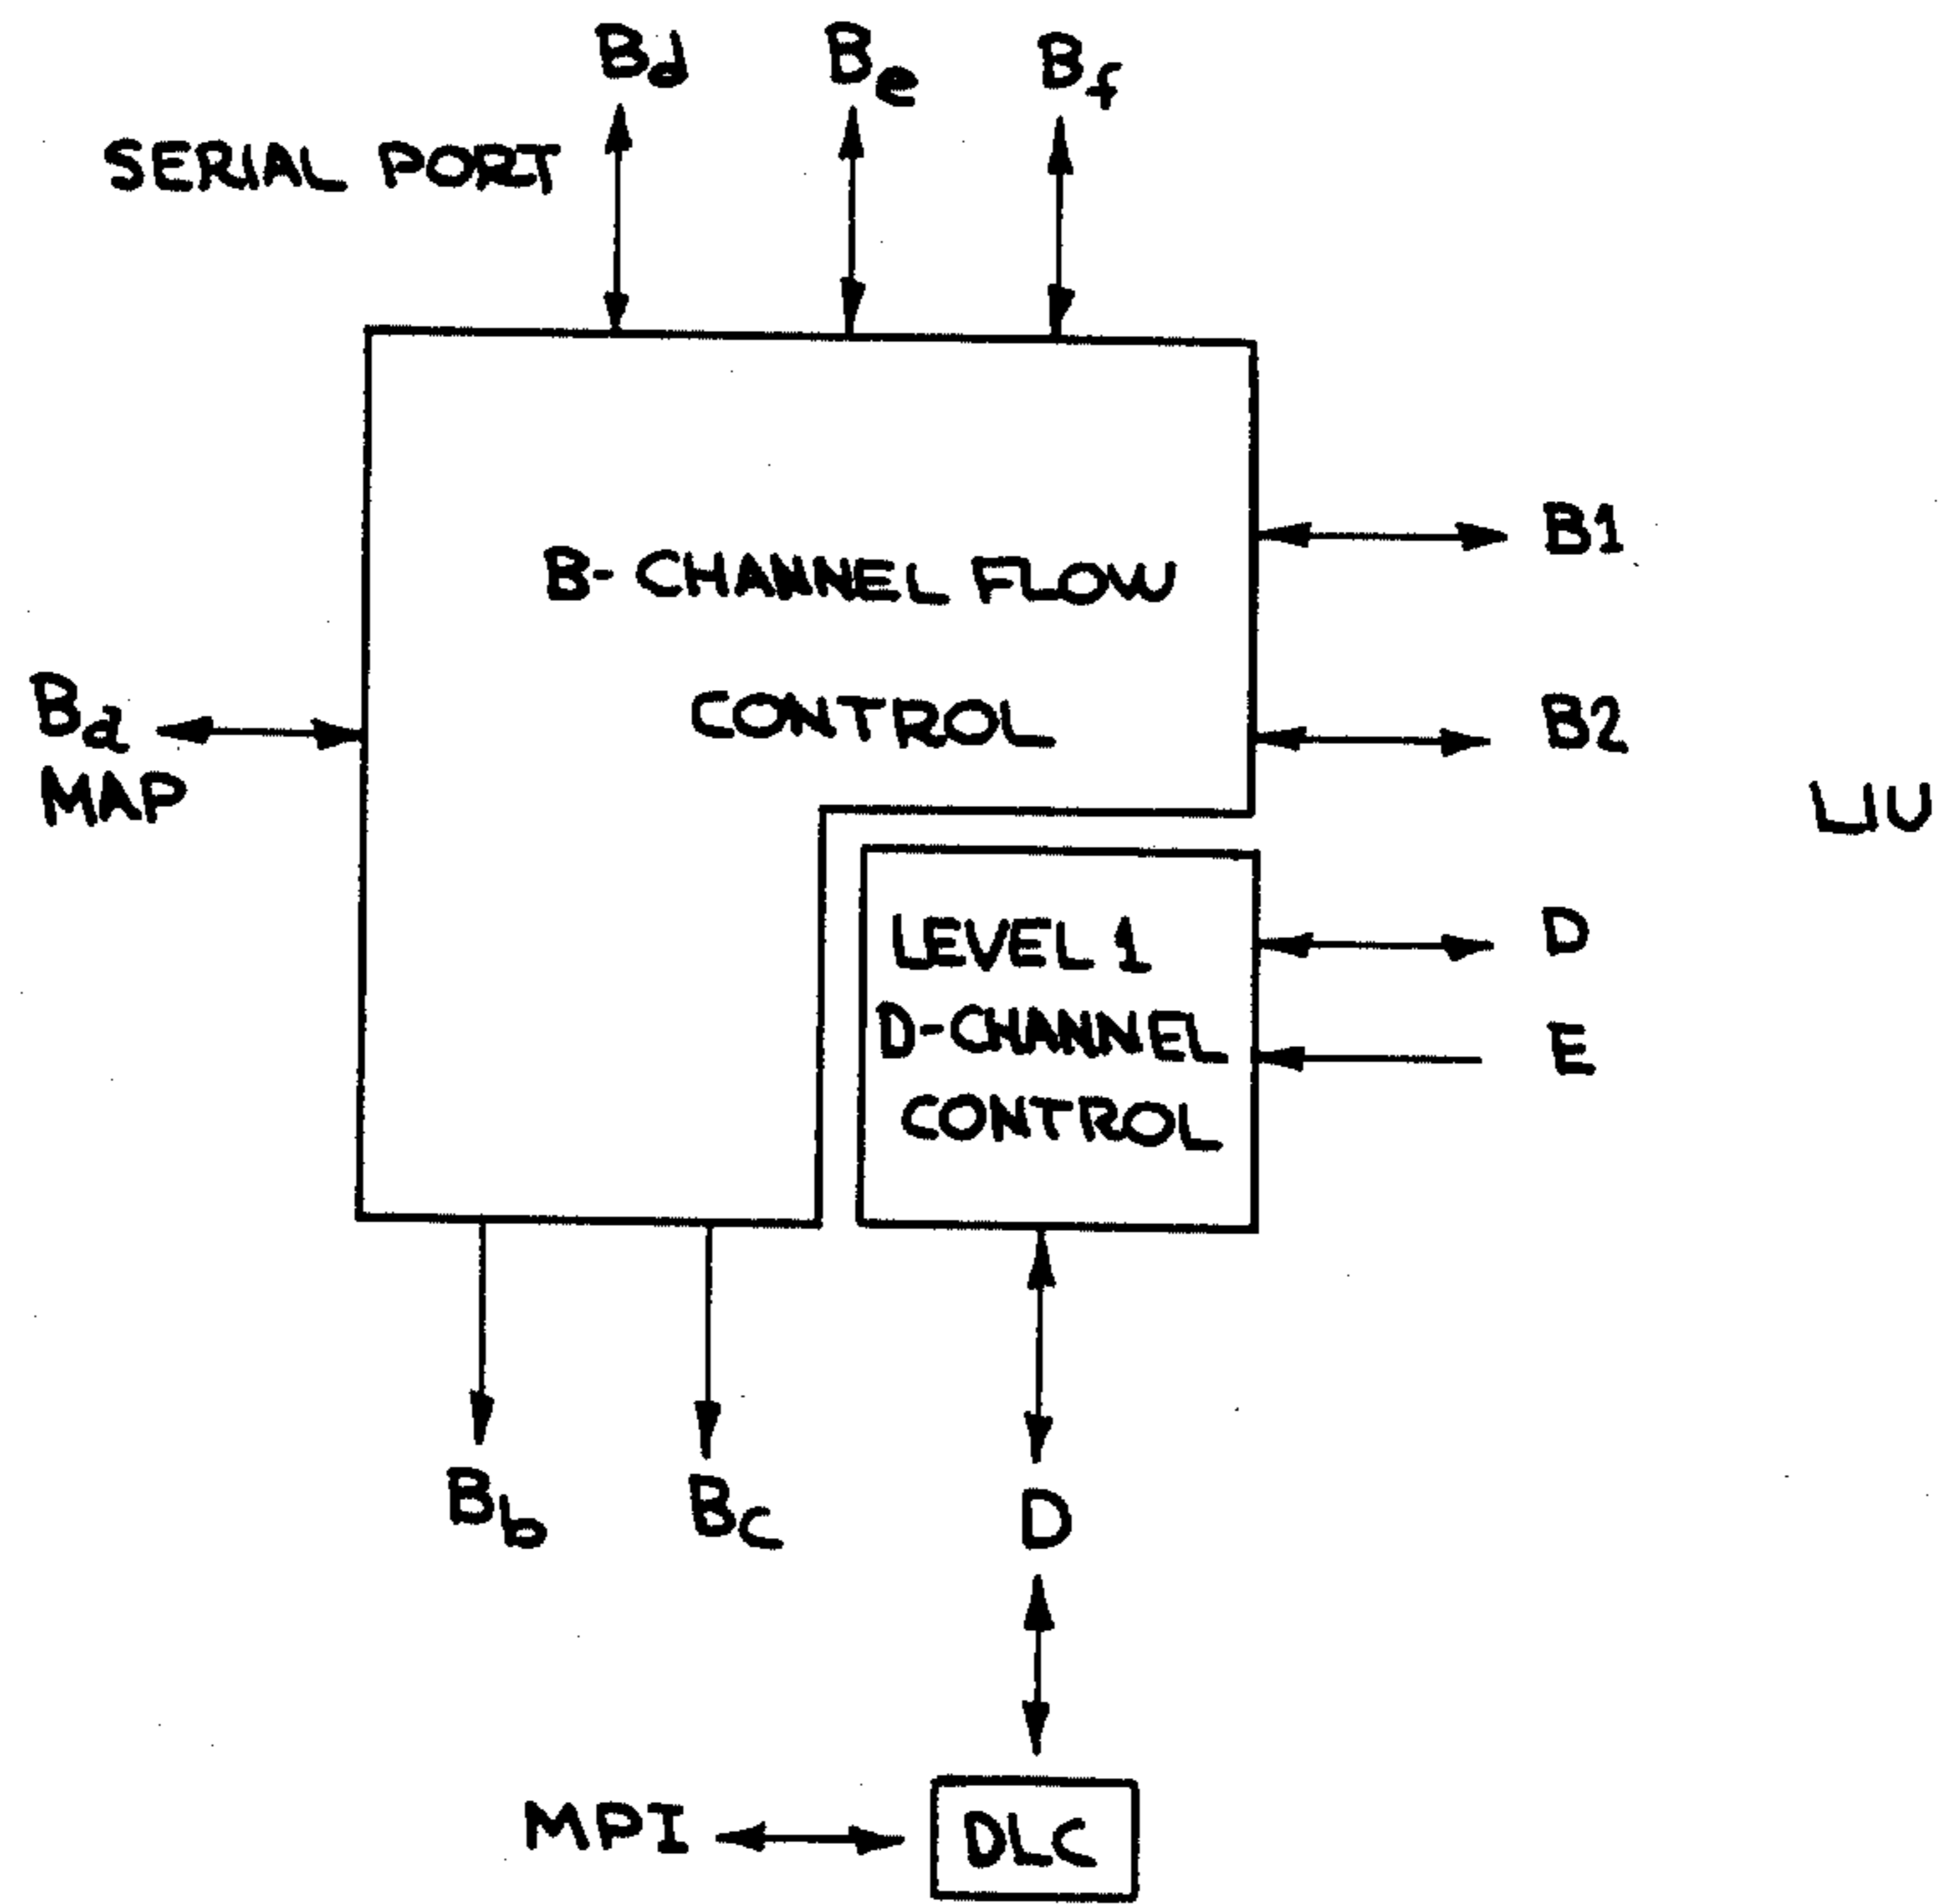 Bd Be Bf
SERIAL PORT
B1
B-CHANNEL FLOW
CONTROL
B2
Ba
MAP
LIU
LEVEL 1
D-CHANNEL
CONTROL
D
E
Bb Bc D
MPI DLC